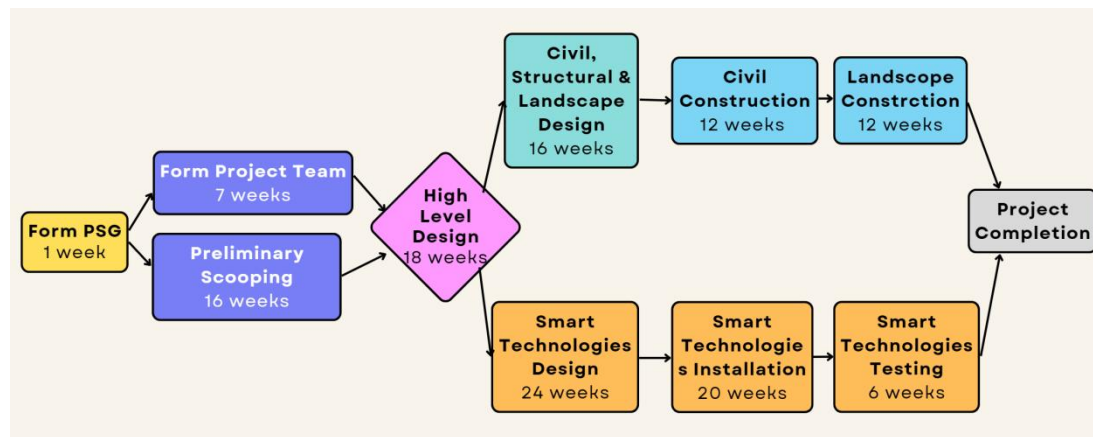 Form PSG
1 week
Form Project Team
7 weeks
Preliminary
Scooping
16 weeks
High
Level
Design
18 weeks
Civil,
Structural &
Landscape
Design
16 weeks
Civil
Construction
12 weeks
Landscope
Constrction
12 weeks
Smart
Technologies
Design
24 weeks
Smart
Technologie
s Installation
20 weeks
Smart
Technologies
Testing
6 weeks
Project
Completion